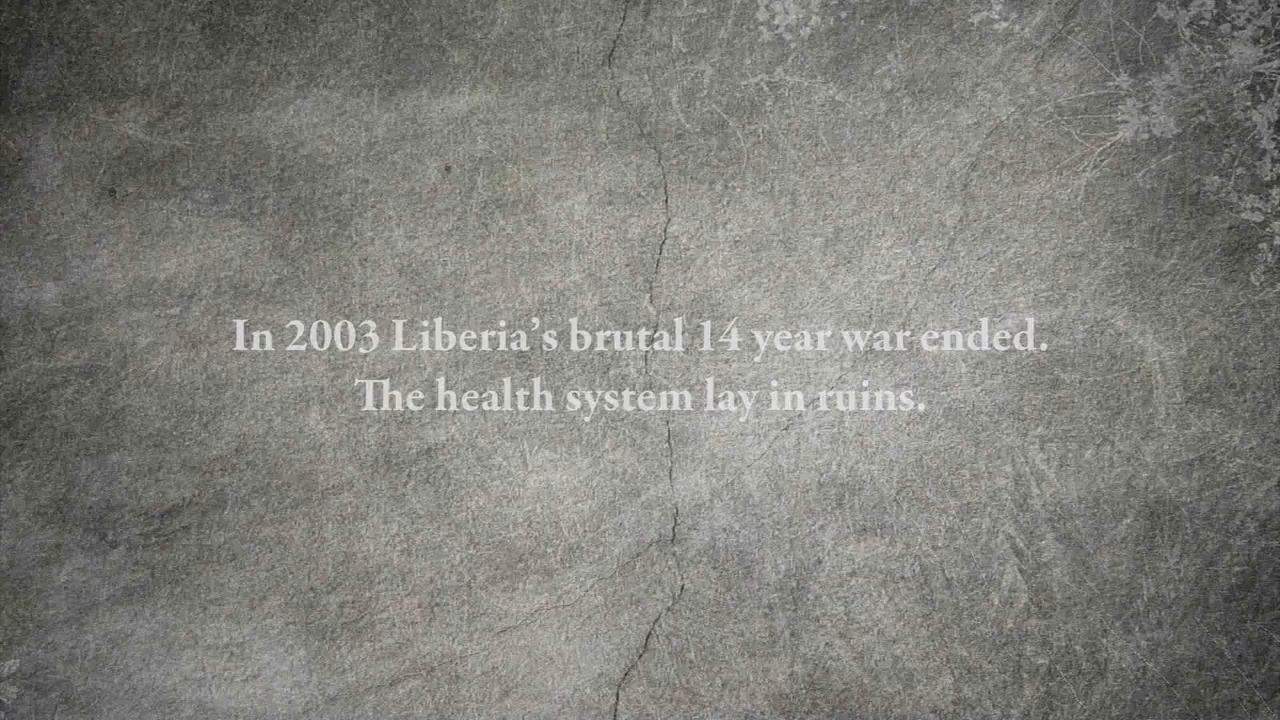 In 2003 Liberia’s brutal 14 year war ended.
The health system lay in ruins.